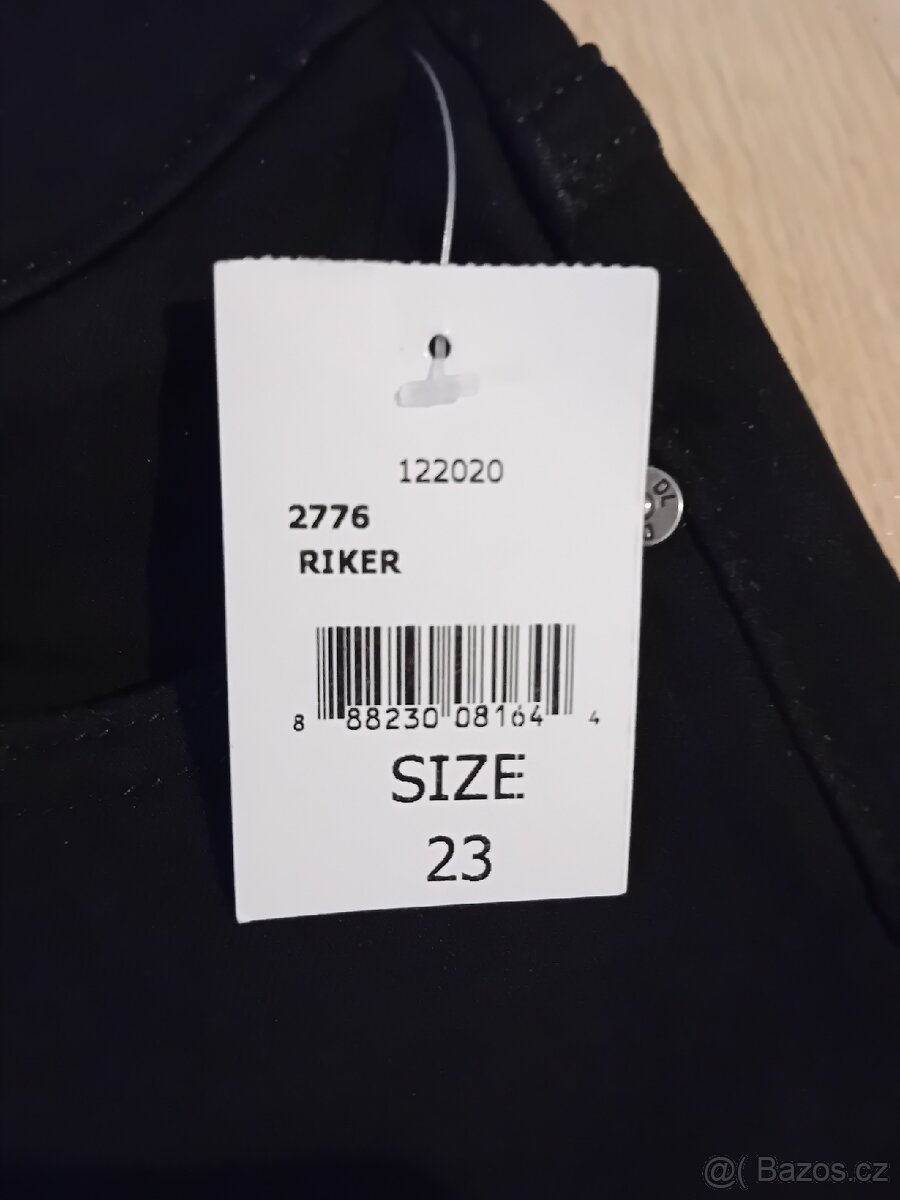 122020
2776
RIKER
DL
8 88230 08164 4
SIZE
23
@( Bazos.cz